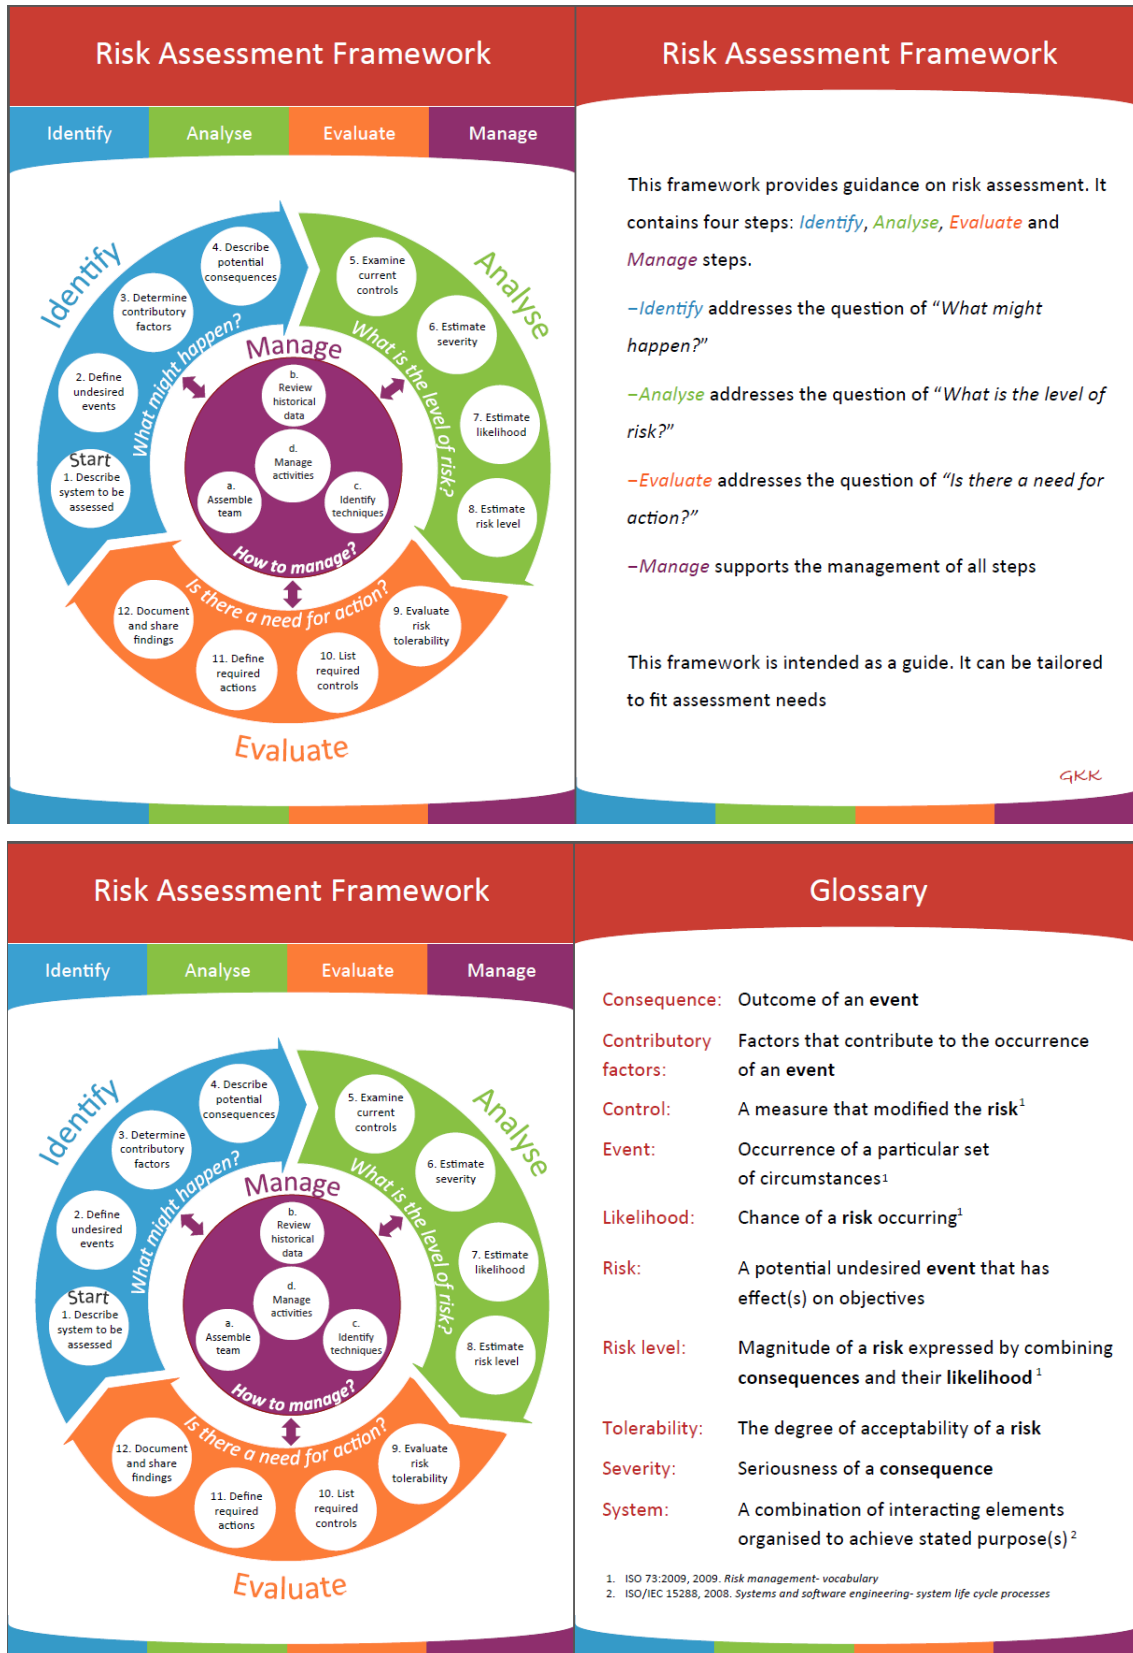 Risk Assessment Framework
Identify
Analyse
Evaluate
Manage
Identify
Analyse
Evaluate
What might happen?
What is the level of risk?
Is there a need for action?
Start
1. Describe
system to be
assessed
2. Define
undesired
events
3. Determine
contributory
factors
4. Describe
potential
consequences
5. Examine
current
controls
6. Estimate
severity
7. Estimate
likelihood
8. Estimate
risk level
9. Evaluate
risk
tolerability
10. List
required
controls
11. Define
required
actions
12. Document
and share
findings
Manage
b.
Review
historical
data
d.
Manage
activities
a.
Assemble
team
c.
Identify
techniques
How to manage?
Risk Assessment Framework
This framework provides guidance on risk assessment. It
contains four steps: Identify, Analyse, Evaluate and
Manage steps.
–Identify addresses the question of “What might
happen?”
–Analyse addresses the question of “What is the level of
risk?”
–Evaluate addresses the question of “Is there a need for
action?”
–Manage supports the management of all steps
This framework is intended as a guide. It can be tailored
to fit assessment needs
GKK
Risk Assessment Framework
Identify
Analyse
Evaluate
Manage
Identify
Analyse
Evaluate
What might happen?
What is the level of risk?
Is there a need for action?
Start
1. Describe
system to be
assessed
2. Define
undesired
events
3. Determine
contributory
factors
4. Describe
potential
consequences
5. Examine
current
controls
6. Estimate
severity
7. Estimate
likelihood
8. Estimate
risk level
9. Evaluate
risk
tolerability
10. List
required
controls
11. Define
required
actions
12. Document
and share
findings
Manage
b.
Review
historical
data
d.
Manage
activities
a.
Assemble
team
c.
Identify
techniques
How to manage?
Glossary
Consequence: Outcome of an event
Contributory Factors that contribute to the occurrence
factors: of an event
Control: A measure that modified the risk¹
Event: Occurrence of a particular set
of circumstances¹
Likelihood: Chance of a risk occurring¹
Risk: A potential undesired event that has
effect(s) on objectives
Risk level: Magnitude of a risk expressed by combining
consequences and their likelihood ¹
Tolerability: The degree of acceptability of a risk
Severity: Seriousness of a consequence
System: A combination of interacting elements
organised to achieve stated purpose(s) ²
1. ISO 73:2009, 2009. Risk management- vocabulary
2. ISO/IEC 15288, 2008. Systems and software engineering- system life cycle processes